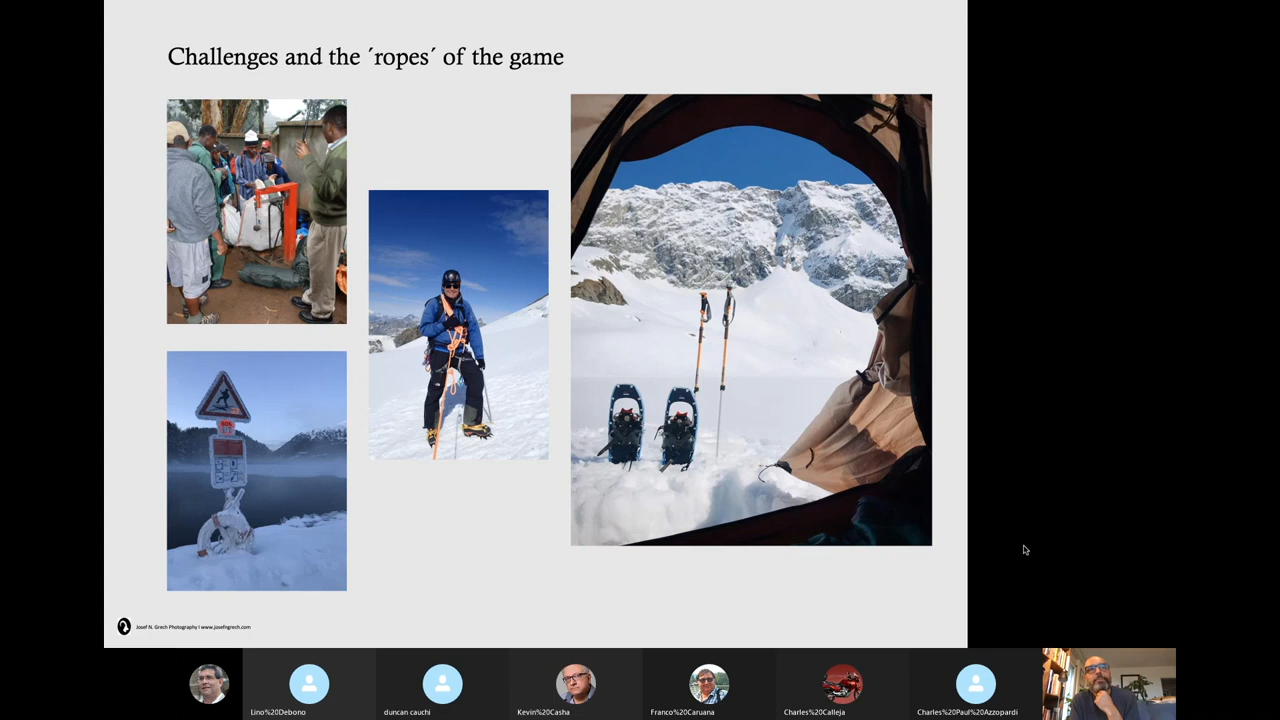 Challenges and the ´ropes´ of the game
Josef N. Grech Photography I www.josefngrech.com
Lino%20Debono
duncan cauchi
Kevin%20Casha
Franco%20Caruana
Charles%20Calleja
Charles%20Paul%20Azzopardi